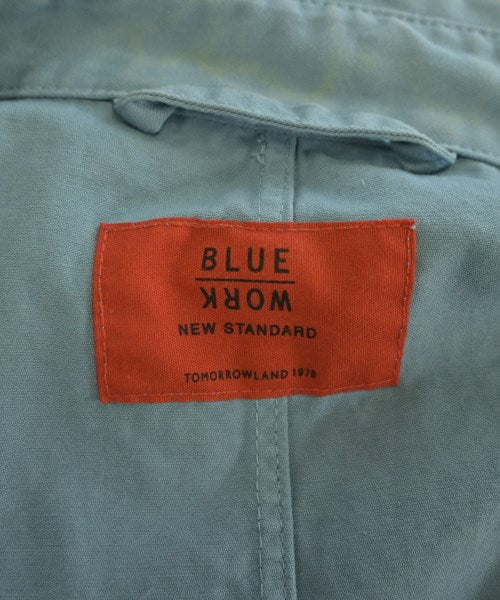 BLUE
WORK
NEW STANDARD
TOMORROWLAND 1978